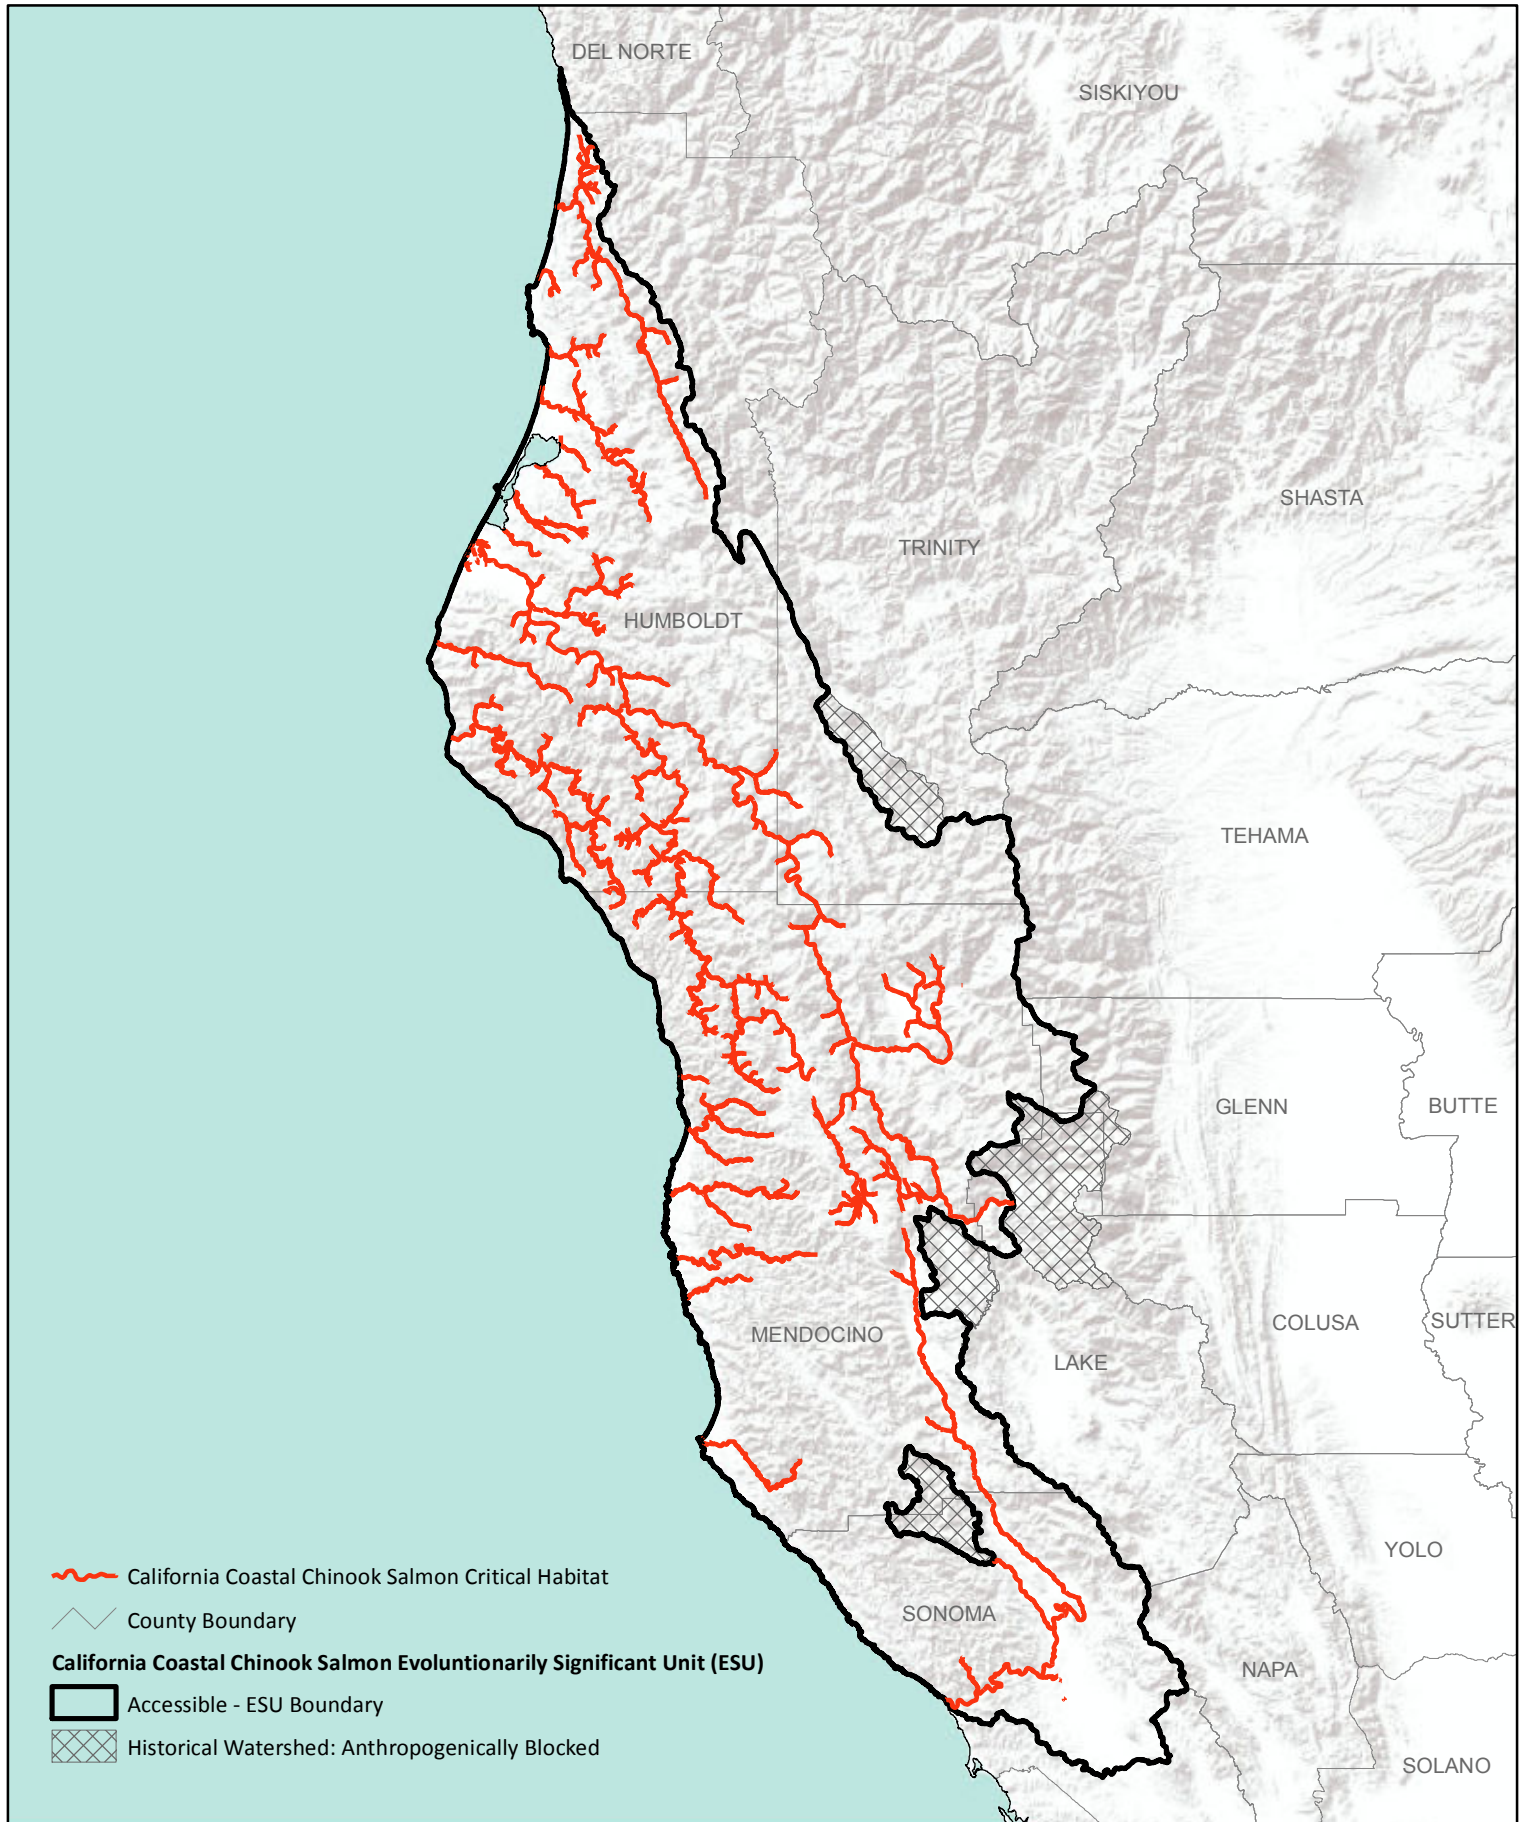 DEL NORTE
SISKIYOU
SHASTA
TRINITY
HUMBOLDT
TEHAMA
GLENN
BUTTE
COLUSA
SUTTER
MENDOCINO
LAKE
YOLO
SONOMA
NAPA
SOLANO
California Coastal Chinook Salmon Critical Habitat
County Boundary
California Coastal Chinook Salmon Evoluntionarily Significant Unit (ESU)
Accessible - ESU Boundary
Historical Watershed: Anthropogenically Blocked